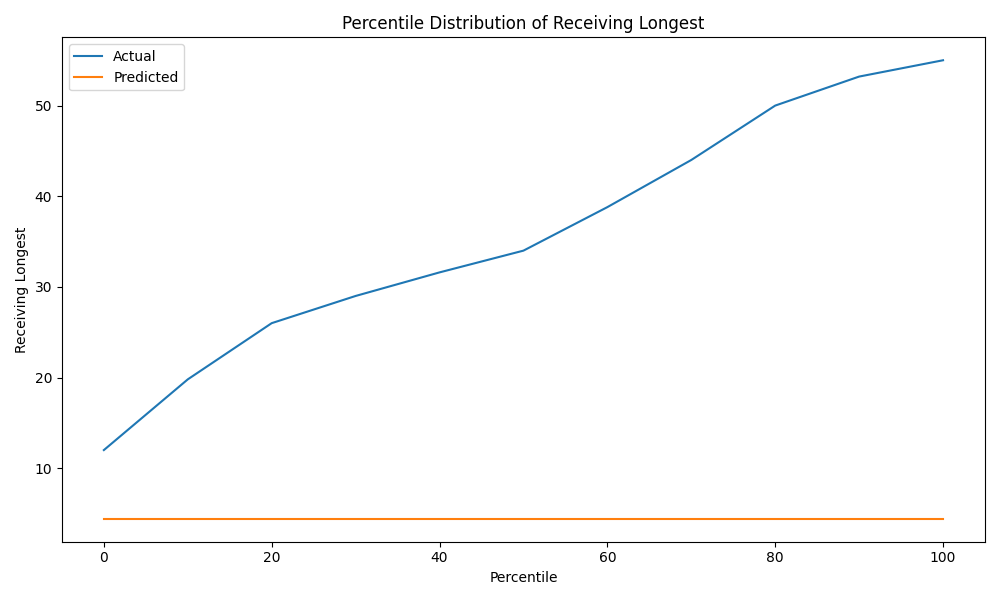 Percentile Distribution of Receiving Longest
Actual
Predicted
Receiving Longest
50
40
30
20
10
0
20
40
60
80
100
Percentile